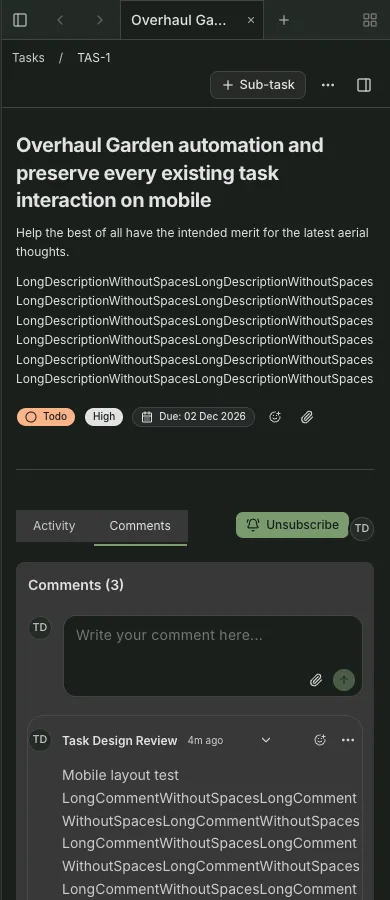 Overhaul Ga...
Tasks / TAS-1
Sub-task
Overhaul Garden automation and
preserve every existing task
interaction on mobile
Help the best of all have the intended merit for the latest aerial
thoughts.
LongDescriptionWithoutSpacesLongDescriptionWithoutSpaces
LongDescriptionWithoutSpacesLongDescriptionWithoutSpaces
LongDescriptionWithoutSpacesLongDescriptionWithoutSpaces
LongDescriptionWithoutSpacesLongDescriptionWithoutSpaces
LongDescriptionWithoutSpacesLongDescriptionWithoutSpaces
LongDescriptionWithoutSpacesLongDescriptionWithoutSpaces
Todo High Due: 02 Dec 2026
Activity Comments Unsubscribe TD
Comments (3)
TD Write your comment here...
TD Task Design Review 4m ago
Mobile layout test
LongCommentWithoutSpacesLongComment
WithoutSpacesLongCommentWithoutSpaces
LongCommentWithoutSpacesLongComment
WithoutSpacesLongCommentWithoutSpaces
LongCommentWithoutSpacesLongComment